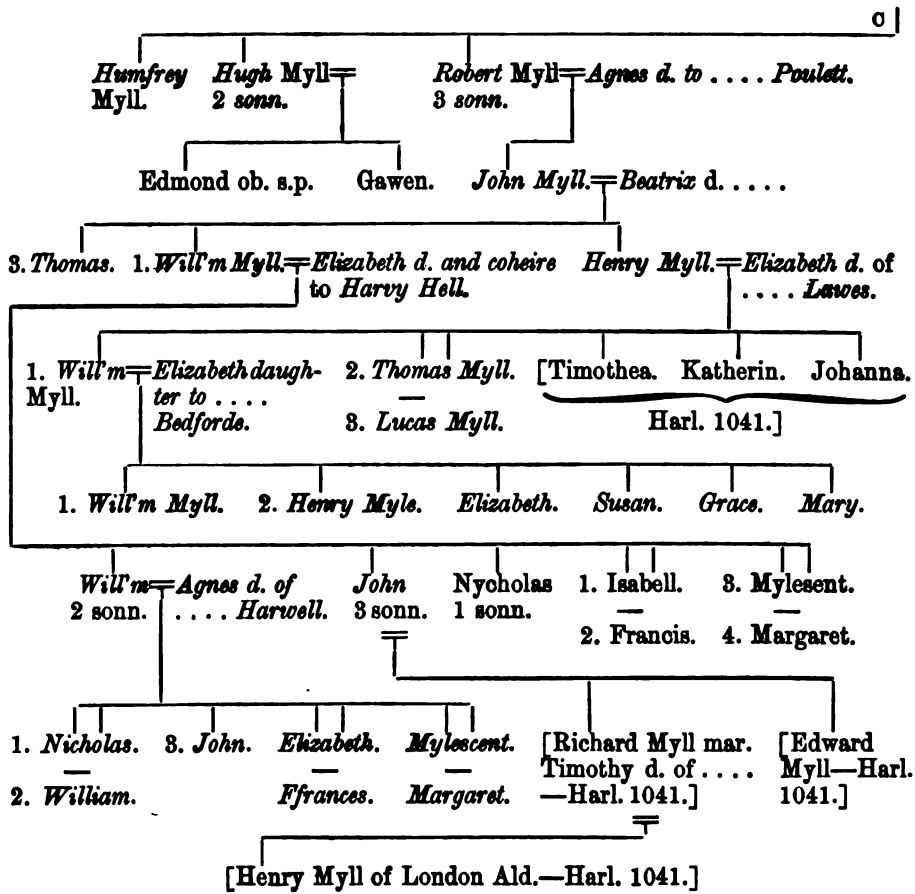 C
Humfrey Hugh Myll Robert Myll Agnes d. to .... Poulett.
Myll. 2 sonn. 3 sonn.
Edmond ob. s.p. Gawen. John Myll. Beatrix d. .....
3. Thomas. 1. Will'm Myll. Elizabeth d. and coheire Henry Myll. Elizabeth d. of
to Harvy Hell. .... Lawes.
1. Will'm Elizabeth daugh- 2. Thomas Myll. [Timothea. Katherin. Johanna.
Myll. ter to .... —
Bedforde. 3. Lucas Myll. Harl. 1041.]
1. Will'm Myll. 2. Henry Myle. Elizabeth. Susan. Grace. Mary.
Will'm Agnes d. of John Nycholas 1. Isabell. 3. Mylesent.
2 sonn. .... Harwell. 3 sonn. 1 sonn. — —
2. Francis. 4. Margaret.
1. Nicholas. 3. John. Elizabeth. Mylescent. [Richard Myll mar. [Edward
— — — Timothy d. of .... Myll—Harl.
2. William. Ffrances. Margaret. —Harl. 1041.] 1041.]
[Henry Myll of London Ald.—Harl. 1041.]